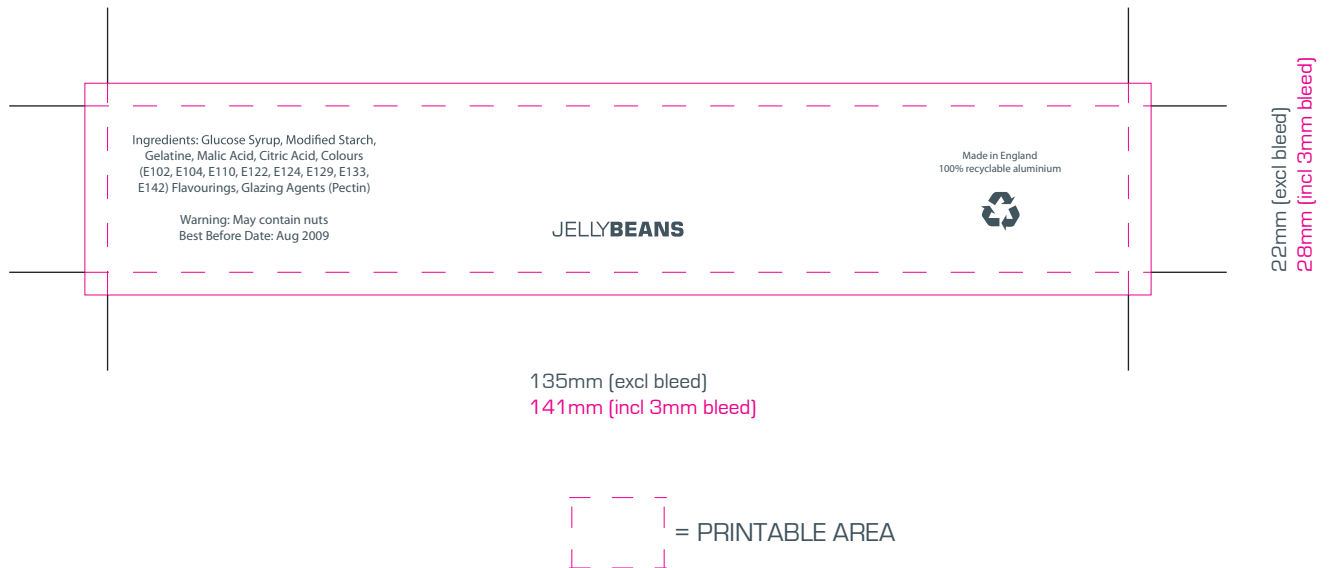 Ingredients: Glucose Syrup, Modified Starch,
Gelatine, Malic Acid, Citric Acid, Colours
(E102, E104, E110, E122, E124, E129, E133,
E142) Flavourings, Glazing Agents (Pectin)
Warning: May contain nuts
Best Before Date: Aug 2009
JELLYBEANS
Made in England
100% recyclable aluminium
22mm (excl bleed)
28mm (incl 3mm bleed)
135mm (excl bleed)
141mm (incl 3mm bleed)
= PRINTABLE AREA